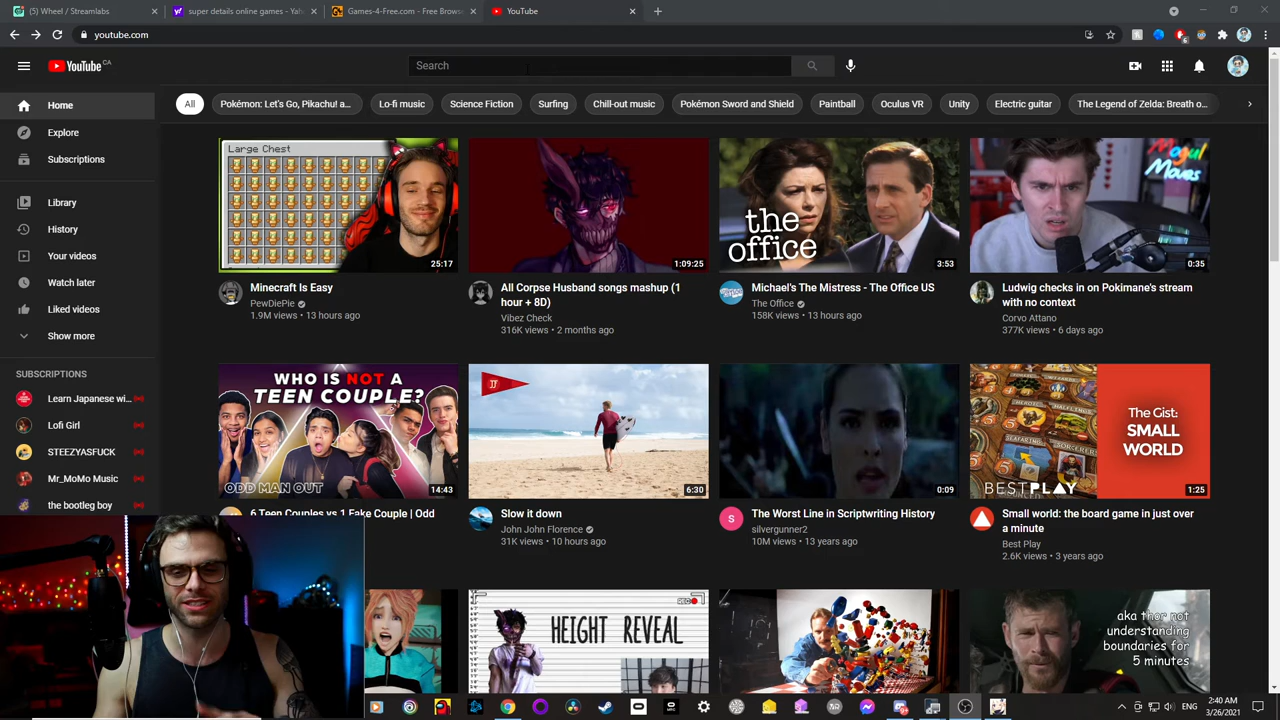 (5) Wheel / Streamlabs
super details online games - Yah
Games-4-Free.com - Free Brows
YouTube
youtube.com
YouTube CA
Search
Home
Explore
Subscriptions
Library
History
Your videos
Watch later
Liked videos
Show more
SUBSCRIPTIONS
Learn Japanese wi...
Lofi Girl
STEEZYASFUCK
Mr_MoMo Music
the bootleg boy
All
Pokémon: Let's Go, Pikachu! a...
Lo-fi music
Science Fiction
Surfing
Chill-out music
Pokémon Sword and Shield
Paintball
Oculus VR
Unity
Electric guitar
The Legend of Zelda: Breath o...
Large Chest
25:17
Minecraft Is Easy
PewDiePie
1.9M views • 13 hours ago
1:09:25
All Corpse Husband songs mashup (1
hour + 8D)
Vibez Check
316K views • 2 months ago
the
office
3:53
Michael's The Mistress - The Office US
The Office
158K views • 13 hours ago
Mogul
Moves
0:35
Ludwig checks in on Pokimane's stream
with no context
Corvo Attano
377K views • 6 days ago
WHO IS NOT A
TEEN COUPLE?
ODD MAN OUT
14:43
6 Teen Couples vs 1 Fake Couple | Odd
6:30
Slow it down
John John Florence
31K views • 10 hours ago
0:09
The Worst Line in Scriptwriting History
S
silvergunner2
10M views • 13 years ago
The Gist:
SMALL
WORLD
BESTPLAY
1:25
Small world: the board game in just over
a minute
Best Play
2.6K views • 3 years ago
HEIGHT REVEAL
aka thor not
understanding
boundaries for
5 minutes
2:40 AM
3/26/2021